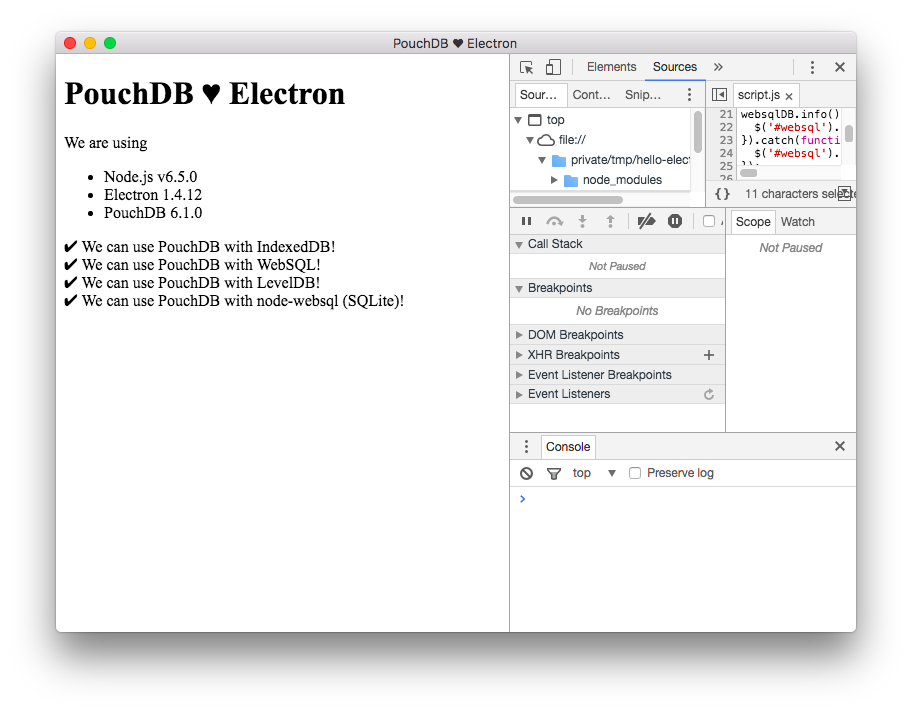 PouchDB ♥ Electron
PouchDB ♥ Electron
We are using
• Node.js v6.5.0
• Electron 1.4.12
• PouchDB 6.1.0
✔ We can use PouchDB with IndexedDB!
✔ We can use PouchDB with WebSQL!
✔ We can use PouchDB with LevelDB!
✔ We can use PouchDB with node-websql (SQLite)!
Elements Sources »
Sour… Cont… Snip…
top
file://
private/tmp/hello-elect
node_modules
script.js ×
21 websqlDB.info()
22 $('#websql').
23 }).catch(functi
24 $('#websql').
25 });
26
{} 11 characters selecte
Call Stack
Not Paused
Breakpoints
No Breakpoints
DOM Breakpoints
XHR Breakpoints +
Event Listener Breakpoints
Event Listeners
Scope Watch
Not Paused
Console
top ▼ Preserve log
>